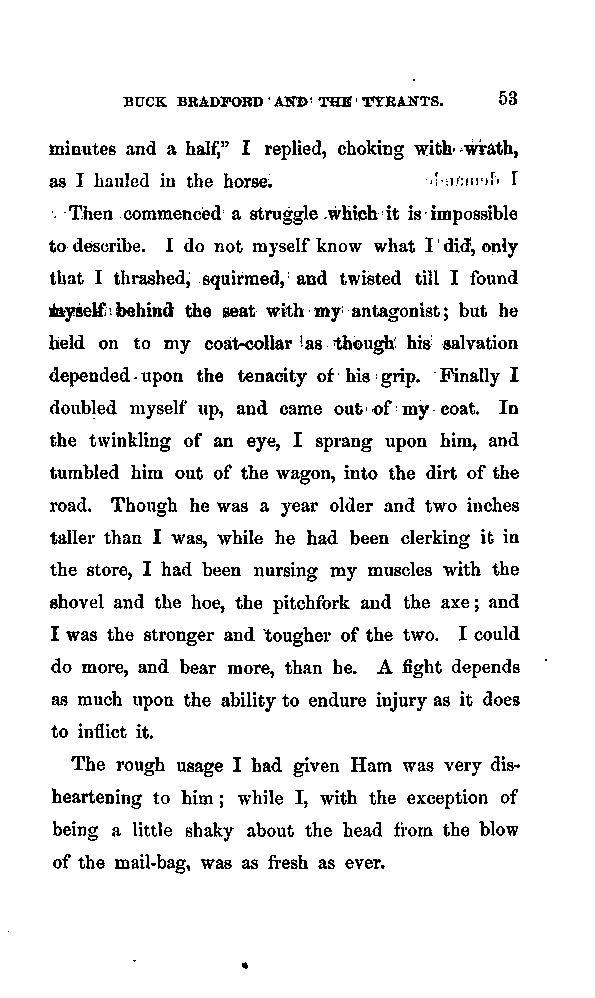 BUCK BRADFORD AND THE TYRANTS. 53
minutes and a half,” I replied, choking with wrath,
as I hauled in the horse.
Then commenced a struggle which it is impossible
to describe. I do not myself know what I did, only
that I thrashed, squirmed, and twisted till I found
myself behind the seat with my antagonist; but he
held on to my coat-collar as though his salvation
depended upon the tenacity of his grip. Finally I
doubled myself up, and came out of my coat. In
the twinkling of an eye, I sprang upon him, and
tumbled him out of the wagon, into the dirt of the
road. Though he was a year older and two inches
taller than I was, while he had been clerking it in
the store, I had been nursing my muscles with the
shovel and the hoe, the pitchfork and the axe; and
I was the stronger and tougher of the two. I could
do more, and bear more, than he. A fight depends
as much upon the ability to endure injury as it does
to inflict it.
The rough usage I had given Ham was very dis-
heartening to him; while I, with the exception of
being a little shaky about the head from the blow
of the mail-bag, was as fresh as ever.